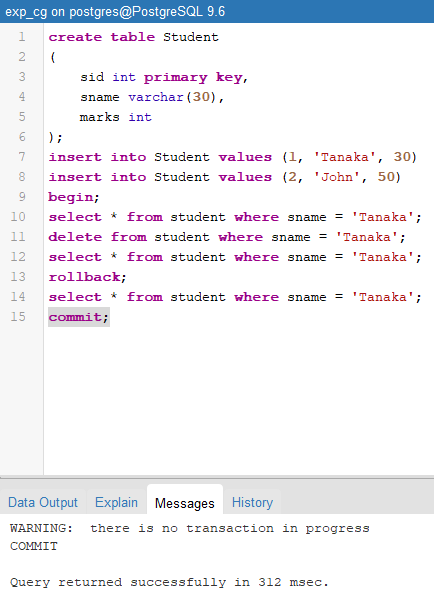 exp_cg on postgres@PostgreSQL 9.6
1 create table Student
2 (
3 sid int primary key,
4 sname varchar(30),
5 marks int
6 );
7 insert into Student values (1, 'Tanaka', 30)
8 insert into Student values (2, 'John', 50)
9 begin;
10 select * from student where sname = 'Tanaka';
11 delete from student where sname = 'Tanaka';
12 select * from student where sname = 'Tanaka';
13 rollback;
14 select * from student where sname = 'Tanaka';
15 commit;
Data Output Explain Messages History
WARNING: there is no transaction in progress
COMMIT
Query returned successfully in 312 msec.